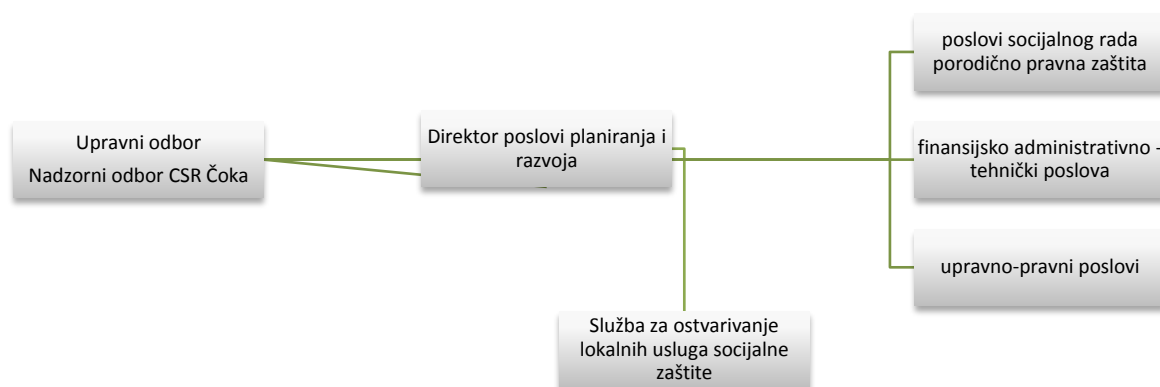 Upravni odbor
Nadzorni odbor CSR Čoka
Direktor poslovi planiranja i
razvoja
poslovi socijalnog rada
porodično pravna zaštita
finansijsko administrativno -
tehnički poslova
upravno-pravni poslovi
Služba za ostvarivanje
lokalnih usluga socijalne
zaštite